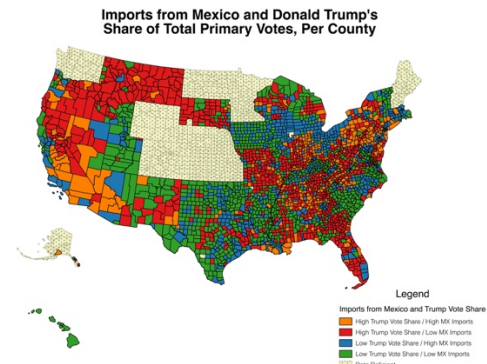 Imports from Mexico and Donald Trump's
Share of Total Primary Votes, Per County
Legend
Imports from Mexico and Trump Vote Share
High Trump Vote Share / High MX Imports
High Trump Vote Share / Low MX Imports
Low Trump Vote Share / High MX Imports
Low Trump Vote Share / Low MX Imports